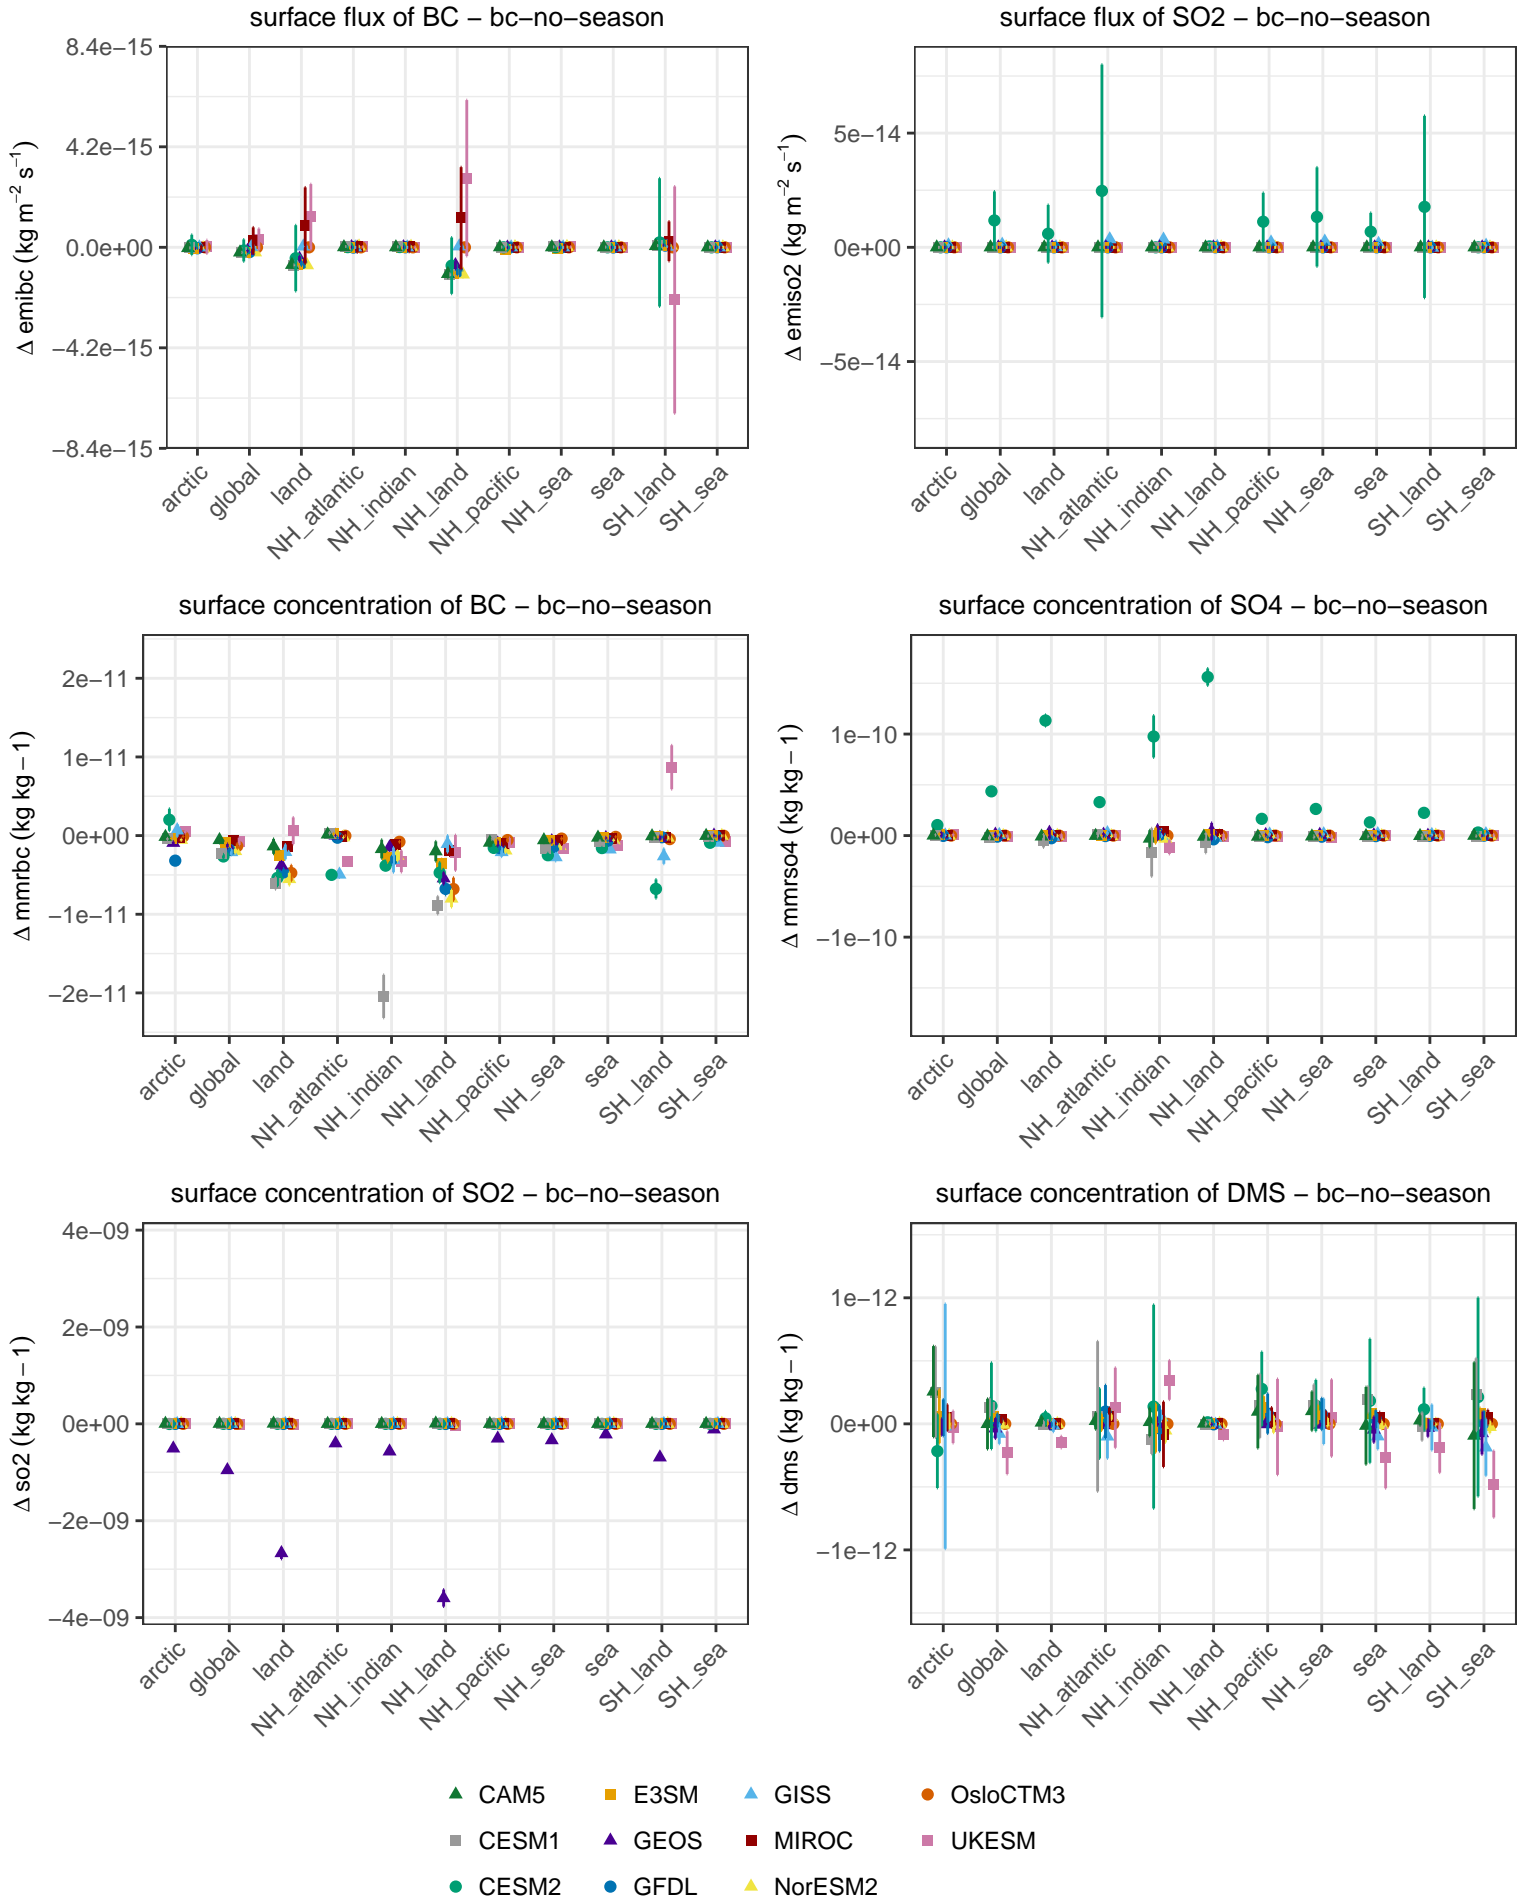 surface flux of BC − bc−no−season
8.4e−15
4.2e−15
0.0e+00
−4.2e−15
−8.4e−15
Δ emibc (kg m−2 s−1)
arctic
global
land
NH_atlantic
NH_indian
NH_land
NH_pacific
NH_sea
sea
SH_land
SH_sea
surface flux of SO2 − bc−no−season
5e−14
0e+00
−5e−14
Δ emiso2 (kg m−2 s−1)
arctic
global
land
NH_atlantic
NH_indian
NH_land
NH_pacific
NH_sea
sea
SH_land
SH_sea
surface concentration of BC − bc−no−season
2e−11
1e−11
0e+00
−1e−11
−2e−11
Δ mmrbc (kg kg − 1)
arctic
global
land
NH_atlantic
NH_indian
NH_land
NH_pacific
NH_sea
sea
SH_land
SH_sea
surface concentration of SO4 − bc−no−season
1e−10
0e+00
−1e−10
Δ mmrso4 (kg kg − 1)
arctic
global
land
NH_atlantic
NH_indian
NH_land
NH_pacific
NH_sea
sea
SH_land
SH_sea
surface concentration of SO2 − bc−no−season
4e−09
2e−09
0e+00
−2e−09
−4e−09
Δ so2 (kg kg − 1)
arctic
global
land
NH_atlantic
NH_indian
NH_land
NH_pacific
NH_sea
sea
SH_land
SH_sea
surface concentration of DMS − bc−no−season
1e−12
0e+00
−1e−12
Δ dms (kg kg − 1)
arctic
global
land
NH_atlantic
NH_indian
NH_land
NH_pacific
NH_sea
sea
SH_land
SH_sea
CAM5 E3SM GISS OsloCTM3
CESM1 GEOS MIROC UKESM
CESM2 GFDL NorESM2